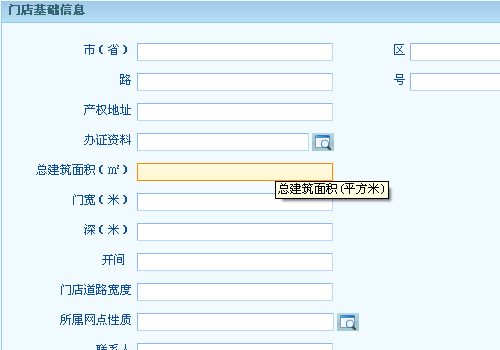 门店基础信息
市（省） 区
路 号
产权地址
办证资料
总建筑面积（㎡）
总建筑面积(平方米)
门宽（米）
深（米）
开间
门店道路宽度
所属网点性质
联系人